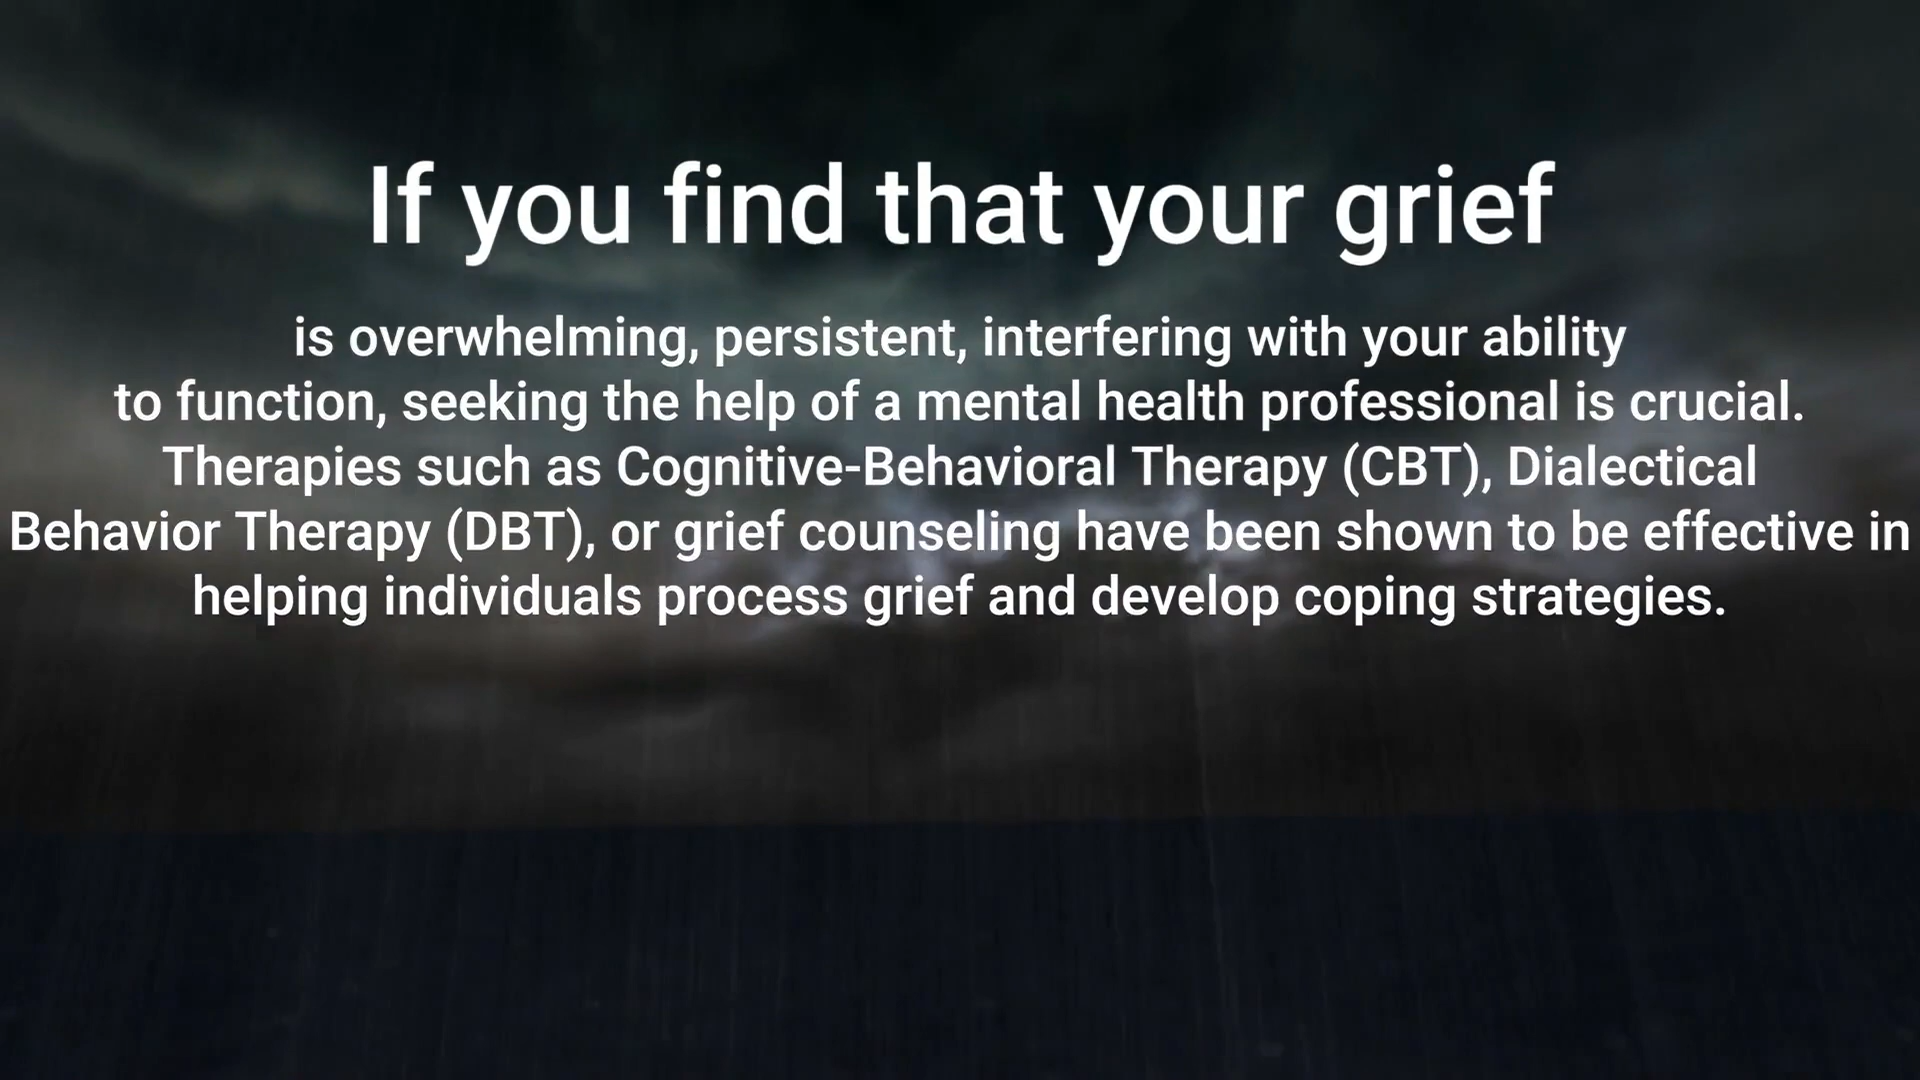 If you find that your grief
is overwhelming, persistent, interfering with your ability
to function, seeking the help of a mental health professional is crucial.
Therapies such as Cognitive-Behavioral Therapy (CBT), Dialectical
Behavior Therapy (DBT), or grief counseling have been shown to be effective in
helping individuals process grief and develop coping strategies.